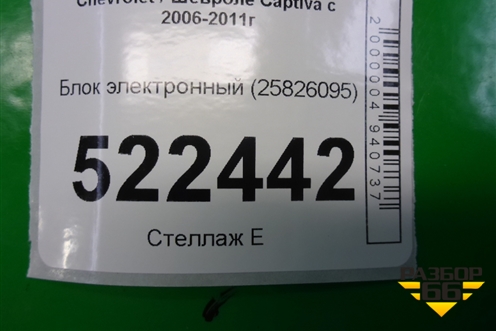 Chevrolet / Шевроле Captiva с
2006-2011г
Блок электронный (25826095)
522442
Стеллаж Е
2000004940737
РАЗБОР
66